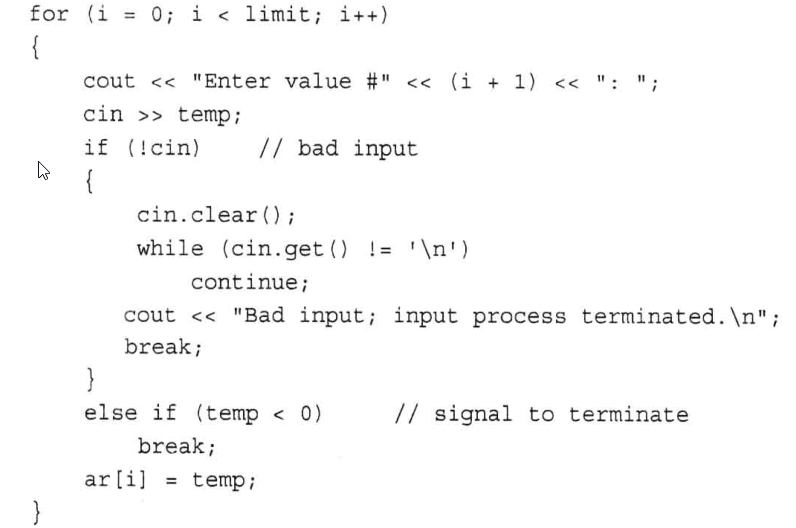 for (i = 0; i < limit; i++)
{
    cout << "Enter value #" << (i + 1) << ": ";
    cin >> temp;
    if (!cin)    // bad input
    {
        cin.clear();
        while (cin.get() != '\n')
            continue;
       cout << "Bad input; input process terminated.\n";
       break;
    }
    else if (temp < 0)     // signal to terminate
        break;
    ar[i] = temp;
}